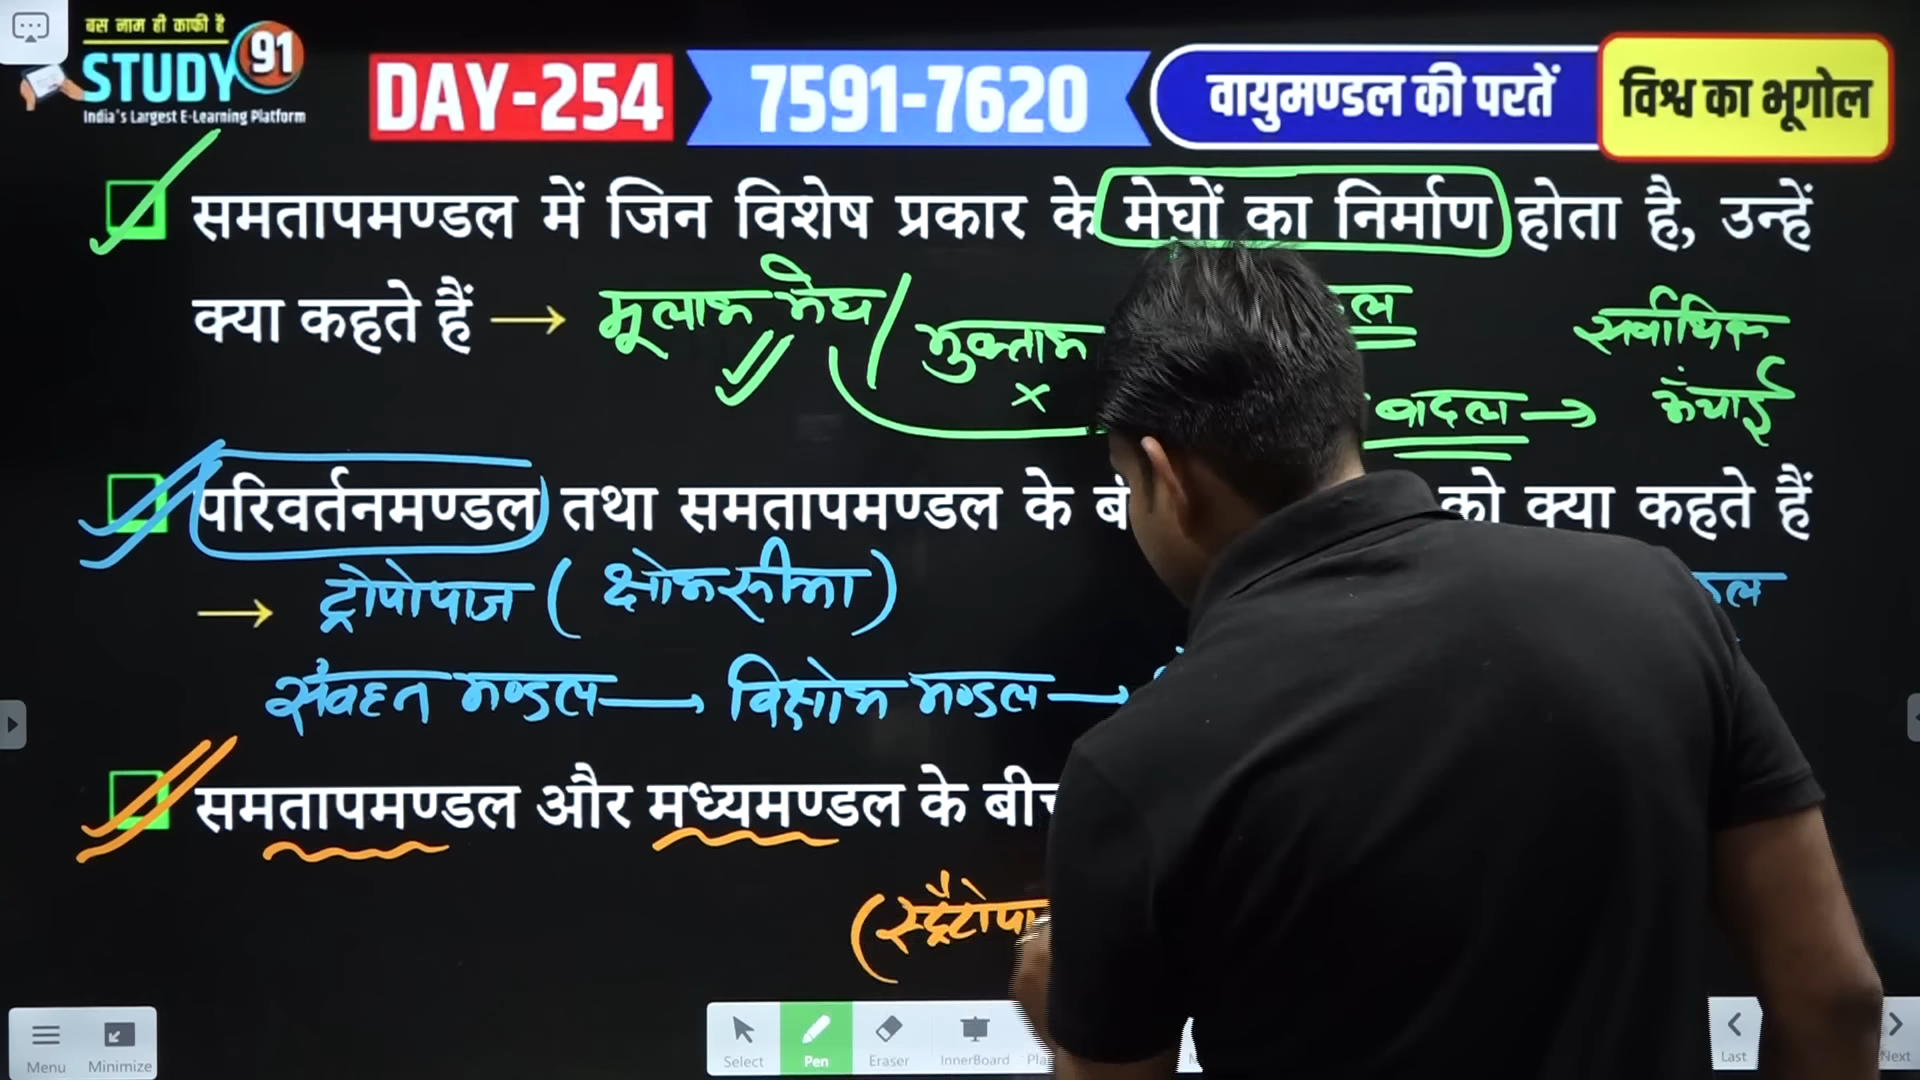 बस नाम ही काफी है
STUDY 91
India's Largest E-Learning Platform
DAY-254
7591-7620
वायुमण्डल की परतें
विश्व का भूगोल
समतापमण्डल में जिन विशेष प्रकार के मेघों का निर्माण होता है, उन्हें
क्या कहते हैं → मूलाभ मेघ / मुक्ताभ
बादल → सर्वाधिक ऊंचाई
परिवर्तनमण्डल तथा समतापमण्डल के को क्या कहते हैं
→ ट्रोपोपाज ( क्षोभसीमा )
संवहन मण्डल → विक्षोभ मण्डल →
समतापमण्डल और मध्यमण्डल के
Menu Minimize Select Pen Eraser InnerBoard Last Next